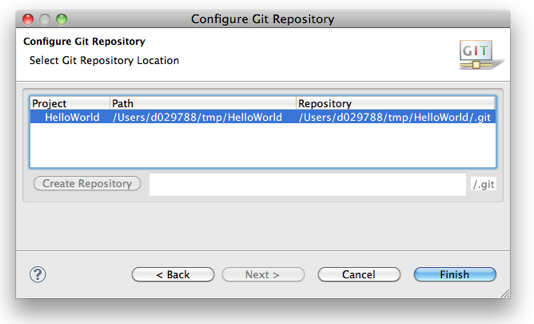 Configure Git Repository
Configure Git Repository
Select Git Repository Location
GIT
Project Path Repository
HelloWorld /Users/d029788/tmp/HelloWorld /Users/d029788/tmp/HelloWorld/.git
Create Repository /.git
? < Back Next > Cancel Finish